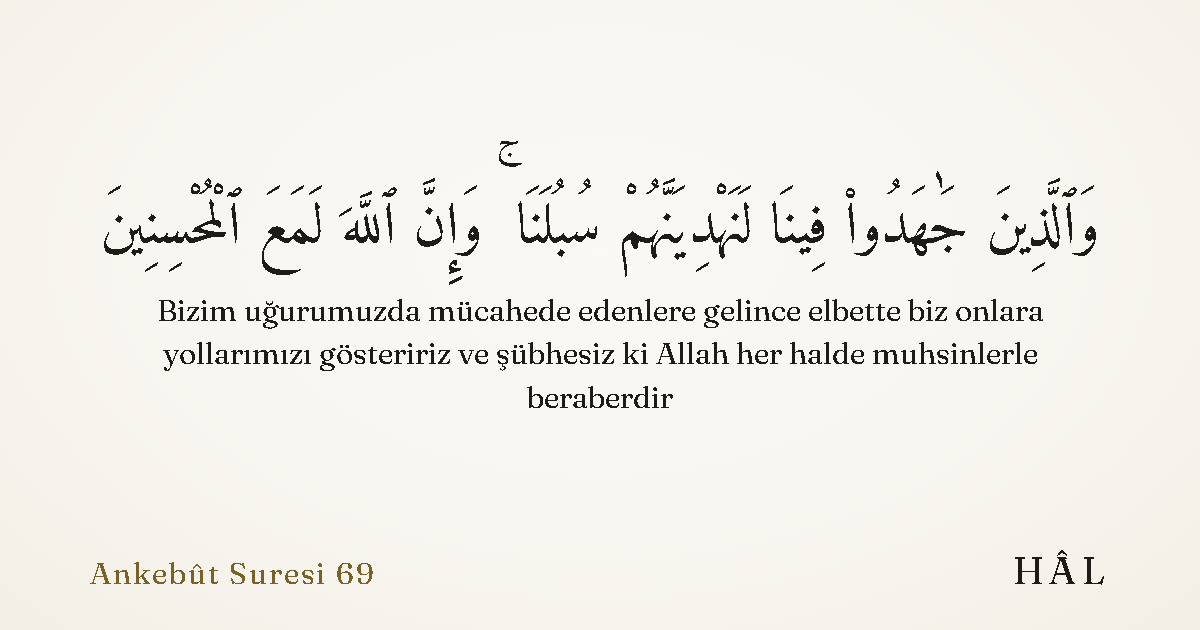 وَٱلَّذِينَ جَٰهَدُوا۟ فِينَا لَنَهْدِيَنَّهُمْ سُبُلَنَا ۚ وَإِنَّ ٱللَّهَ لَمَعَ ٱلْمُحْسِنِينَ
Bizim uğurumuzda mücahede edenlere gelince elbette biz onlara
yollarımızı gösteririz ve şübhesiz ki Allah her halde muhsinlerle
beraberdir
Ankebût Suresi 69
HÂL